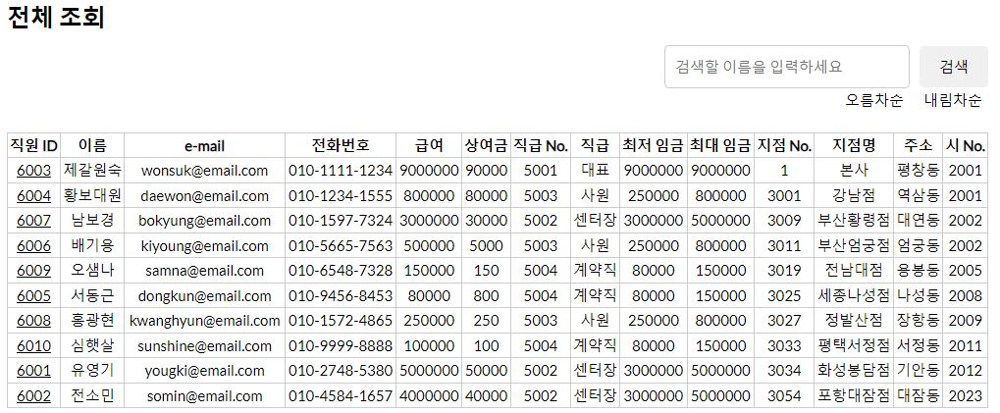 전체 조회
검색할 이름을 입력하세요 검색
오름차순 내림차순
직원 ID 이름 e-mail 전화번호 급여 상여금 직급 No. 직급 최저 임금 최대 임금 지점 No. 지점명 주소 시 No.
6003 제갈원숙 wonsuk@email.com 010-1111-1234 9000000 90000 5001 대표 9000000 9000000 1 본사 평창동 2001
6004 황보대원 daewon@email.com 010-1234-1555 800000 80000 5003 사원 250000 800000 3001 강남점 역삼동 2001
6007 남보경 bokyung@email.com 010-1597-7324 3000000 30000 5002 센터장 3000000 5000000 3009 부산황령점 대연동 2002
6006 배기용 kiyoung@email.com 010-5665-7563 500000 5000 5003 사원 250000 800000 3011 부산엄궁점 엄궁동 2002
6009 오샘나 samna@email.com 010-6548-7328 150000 150 5004 계약직 80000 150000 3019 전남대점 용봉동 2005
6005 서동근 dongkun@email.com 010-9456-8453 80000 800 5004 계약직 80000 150000 3025 세종나성점 나성동 2008
6008 홍광현 kwanghyun@email.com 010-1572-4865 250000 250 5003 사원 250000 800000 3027 정발산점 장항동 2009
6010 심햇살 sunshine@email.com 010-9999-8888 100000 100 5004 계약직 80000 150000 3033 평택서정점 서정동 2011
6001 유영기 yougki@email.com 010-2748-5380 5000000 50000 5002 센터장 3000000 5000000 3034 화성봉담점 기안동 2012
6002 전소민 somin@email.com 010-4584-1657 4000000 40000 5002 센터장 3000000 5000000 3054 포항대잠점 대잠동 2023